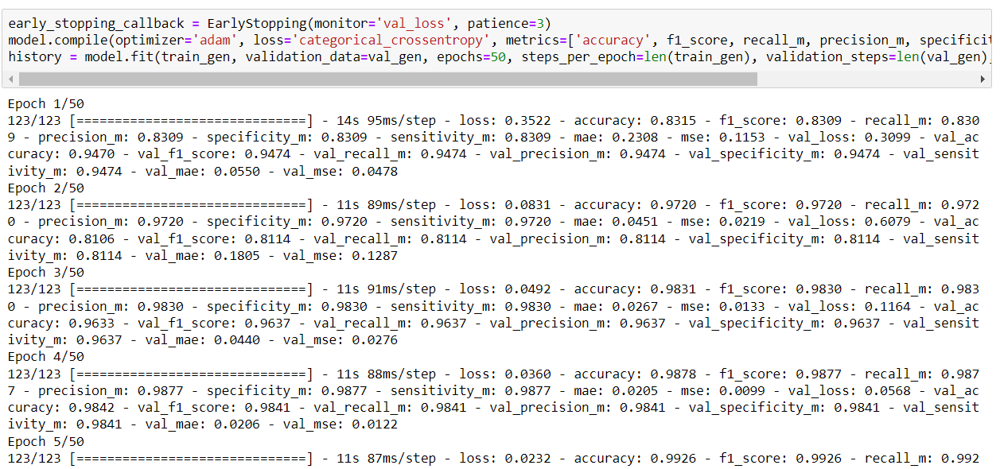 early_stopping_callback = EarlyStopping(monitor='val_loss', patience=3)
model.compile(optimizer='adam', loss='categorical_crossentropy', metrics=['accuracy', f1_score, recall_m, precision_m, specificit
history = model.fit(train_gen, validation_data=val_gen, epochs=50, steps_per_epoch=len(train_gen), validation_steps=len(val_gen),
Epoch 1/50
123/123 [==============================] - 14s 95ms/step - loss: 0.3522 - accuracy: 0.8315 - f1_score: 0.8309 - recall_m: 0.830
9 - precision_m: 0.8309 - specificity_m: 0.8309 - sensitivity_m: 0.8309 - mae: 0.2308 - mse: 0.1153 - val_loss: 0.3099 - val_ac
curacy: 0.9470 - val_f1_score: 0.9474 - val_recall_m: 0.9474 - val_precision_m: 0.9474 - val_specificity_m: 0.9474 - val_sensit
ivity_m: 0.9474 - val_mae: 0.0550 - val_mse: 0.0478
Epoch 2/50
123/123 [==============================] - 11s 89ms/step - loss: 0.0831 - accuracy: 0.9720 - f1_score: 0.9720 - recall_m: 0.972
0 - precision_m: 0.9720 - specificity_m: 0.9720 - sensitivity_m: 0.9720 - mae: 0.0451 - mse: 0.0219 - val_loss: 0.6079 - val_ac
curacy: 0.8106 - val_f1_score: 0.8114 - val_recall_m: 0.8114 - val_precision_m: 0.8114 - val_specificity_m: 0.8114 - val_sensit
ivity_m: 0.8114 - val_mae: 0.1805 - val_mse: 0.1287
Epoch 3/50
123/123 [==============================] - 11s 91ms/step - loss: 0.0492 - accuracy: 0.9831 - f1_score: 0.9830 - recall_m: 0.983
0 - precision_m: 0.9830 - specificity_m: 0.9830 - sensitivity_m: 0.9830 - mae: 0.0267 - mse: 0.0133 - val_loss: 0.1164 - val_ac
curacy: 0.9633 - val_f1_score: 0.9637 - val_recall_m: 0.9637 - val_precision_m: 0.9637 - val_specificity_m: 0.9637 - val_sensit
ivity_m: 0.9637 - val_mae: 0.0440 - val_mse: 0.0276
Epoch 4/50
123/123 [==============================] - 11s 88ms/step - loss: 0.0360 - accuracy: 0.9878 - f1_score: 0.9877 - recall_m: 0.987
7 - precision_m: 0.9877 - specificity_m: 0.9877 - sensitivity_m: 0.9877 - mae: 0.0205 - mse: 0.0099 - val_loss: 0.0568 - val_ac
curacy: 0.9842 - val_f1_score: 0.9841 - val_recall_m: 0.9841 - val_precision_m: 0.9841 - val_specificity_m: 0.9841 - val_sensit
ivity_m: 0.9841 - val_mae: 0.0206 - val_mse: 0.0122
Epoch 5/50
123/123 [==============================] - 11s 87ms/step - loss: 0.0232 - accuracy: 0.9926 - f1_score: 0.9926 - recall_m: 0.992